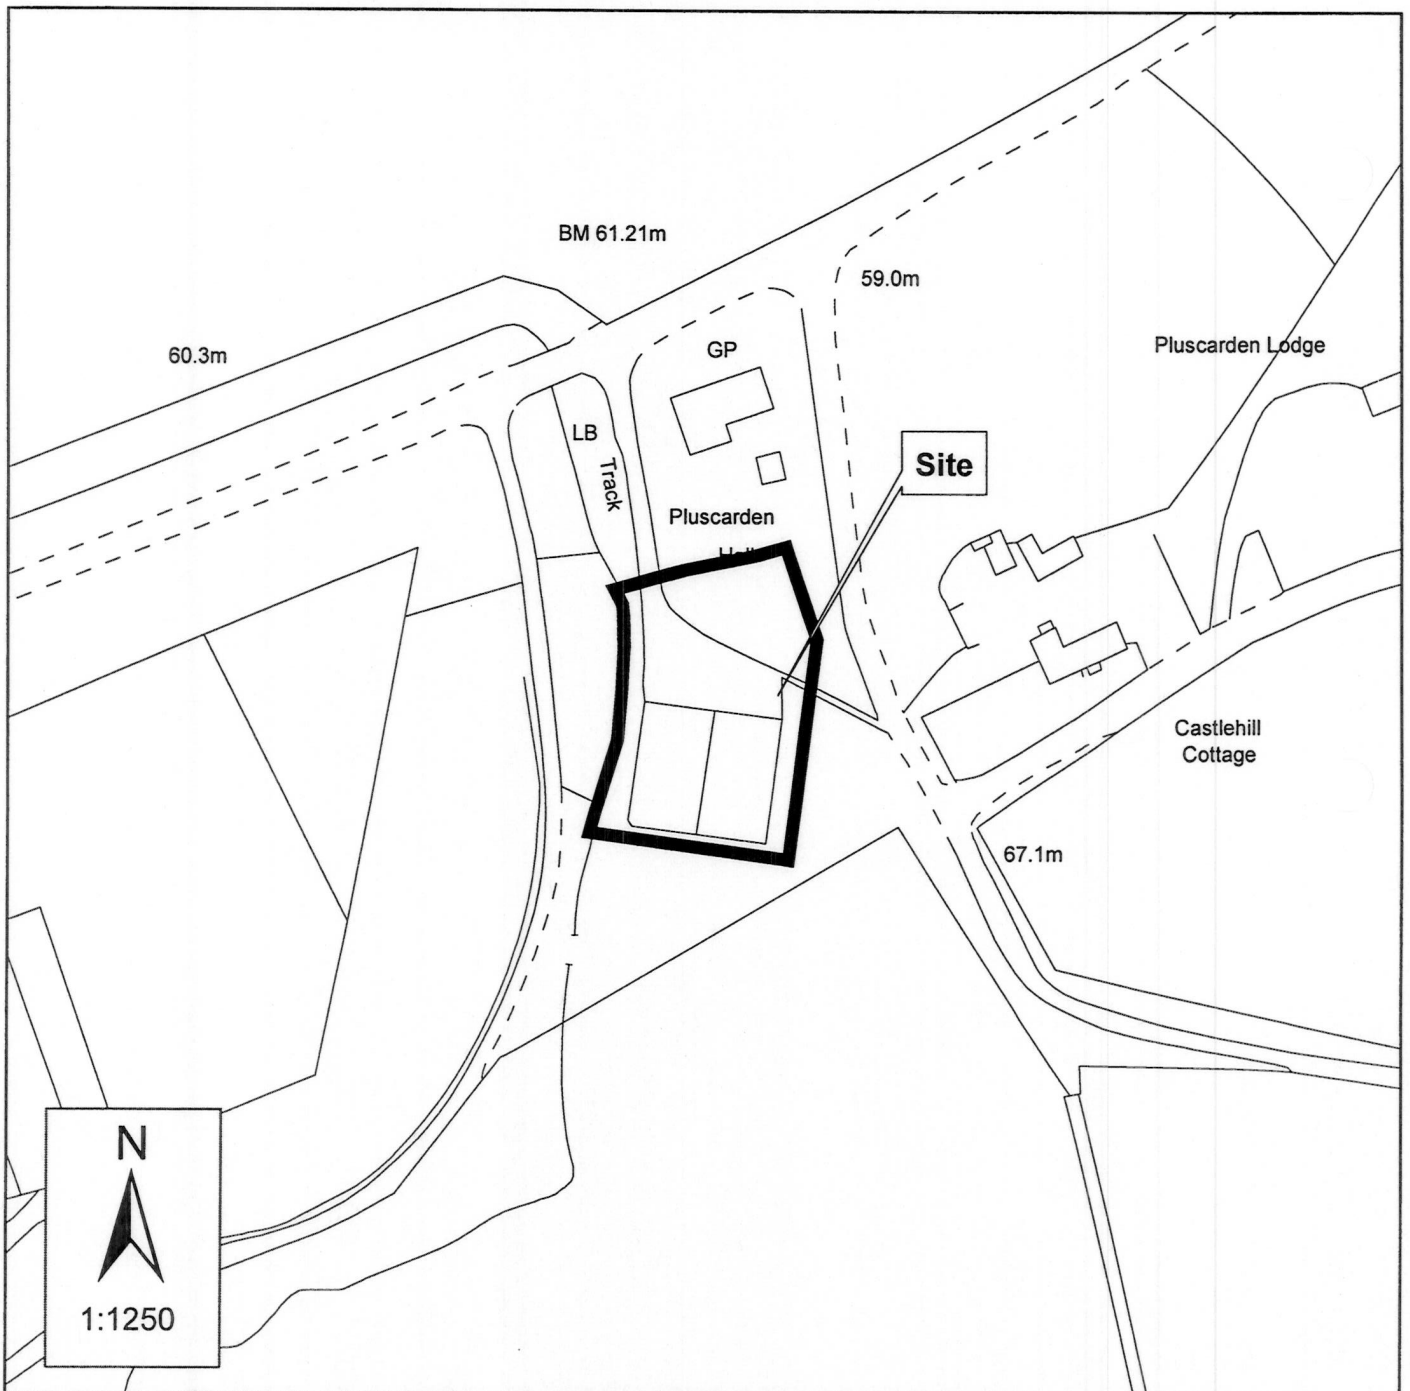 BM 61.21m
59.0m
60.3m
GP
Pluscarden Lodge
LB
Track
Site
Pluscarden
Castlehill
Cottage
67.1m
N
1:1250